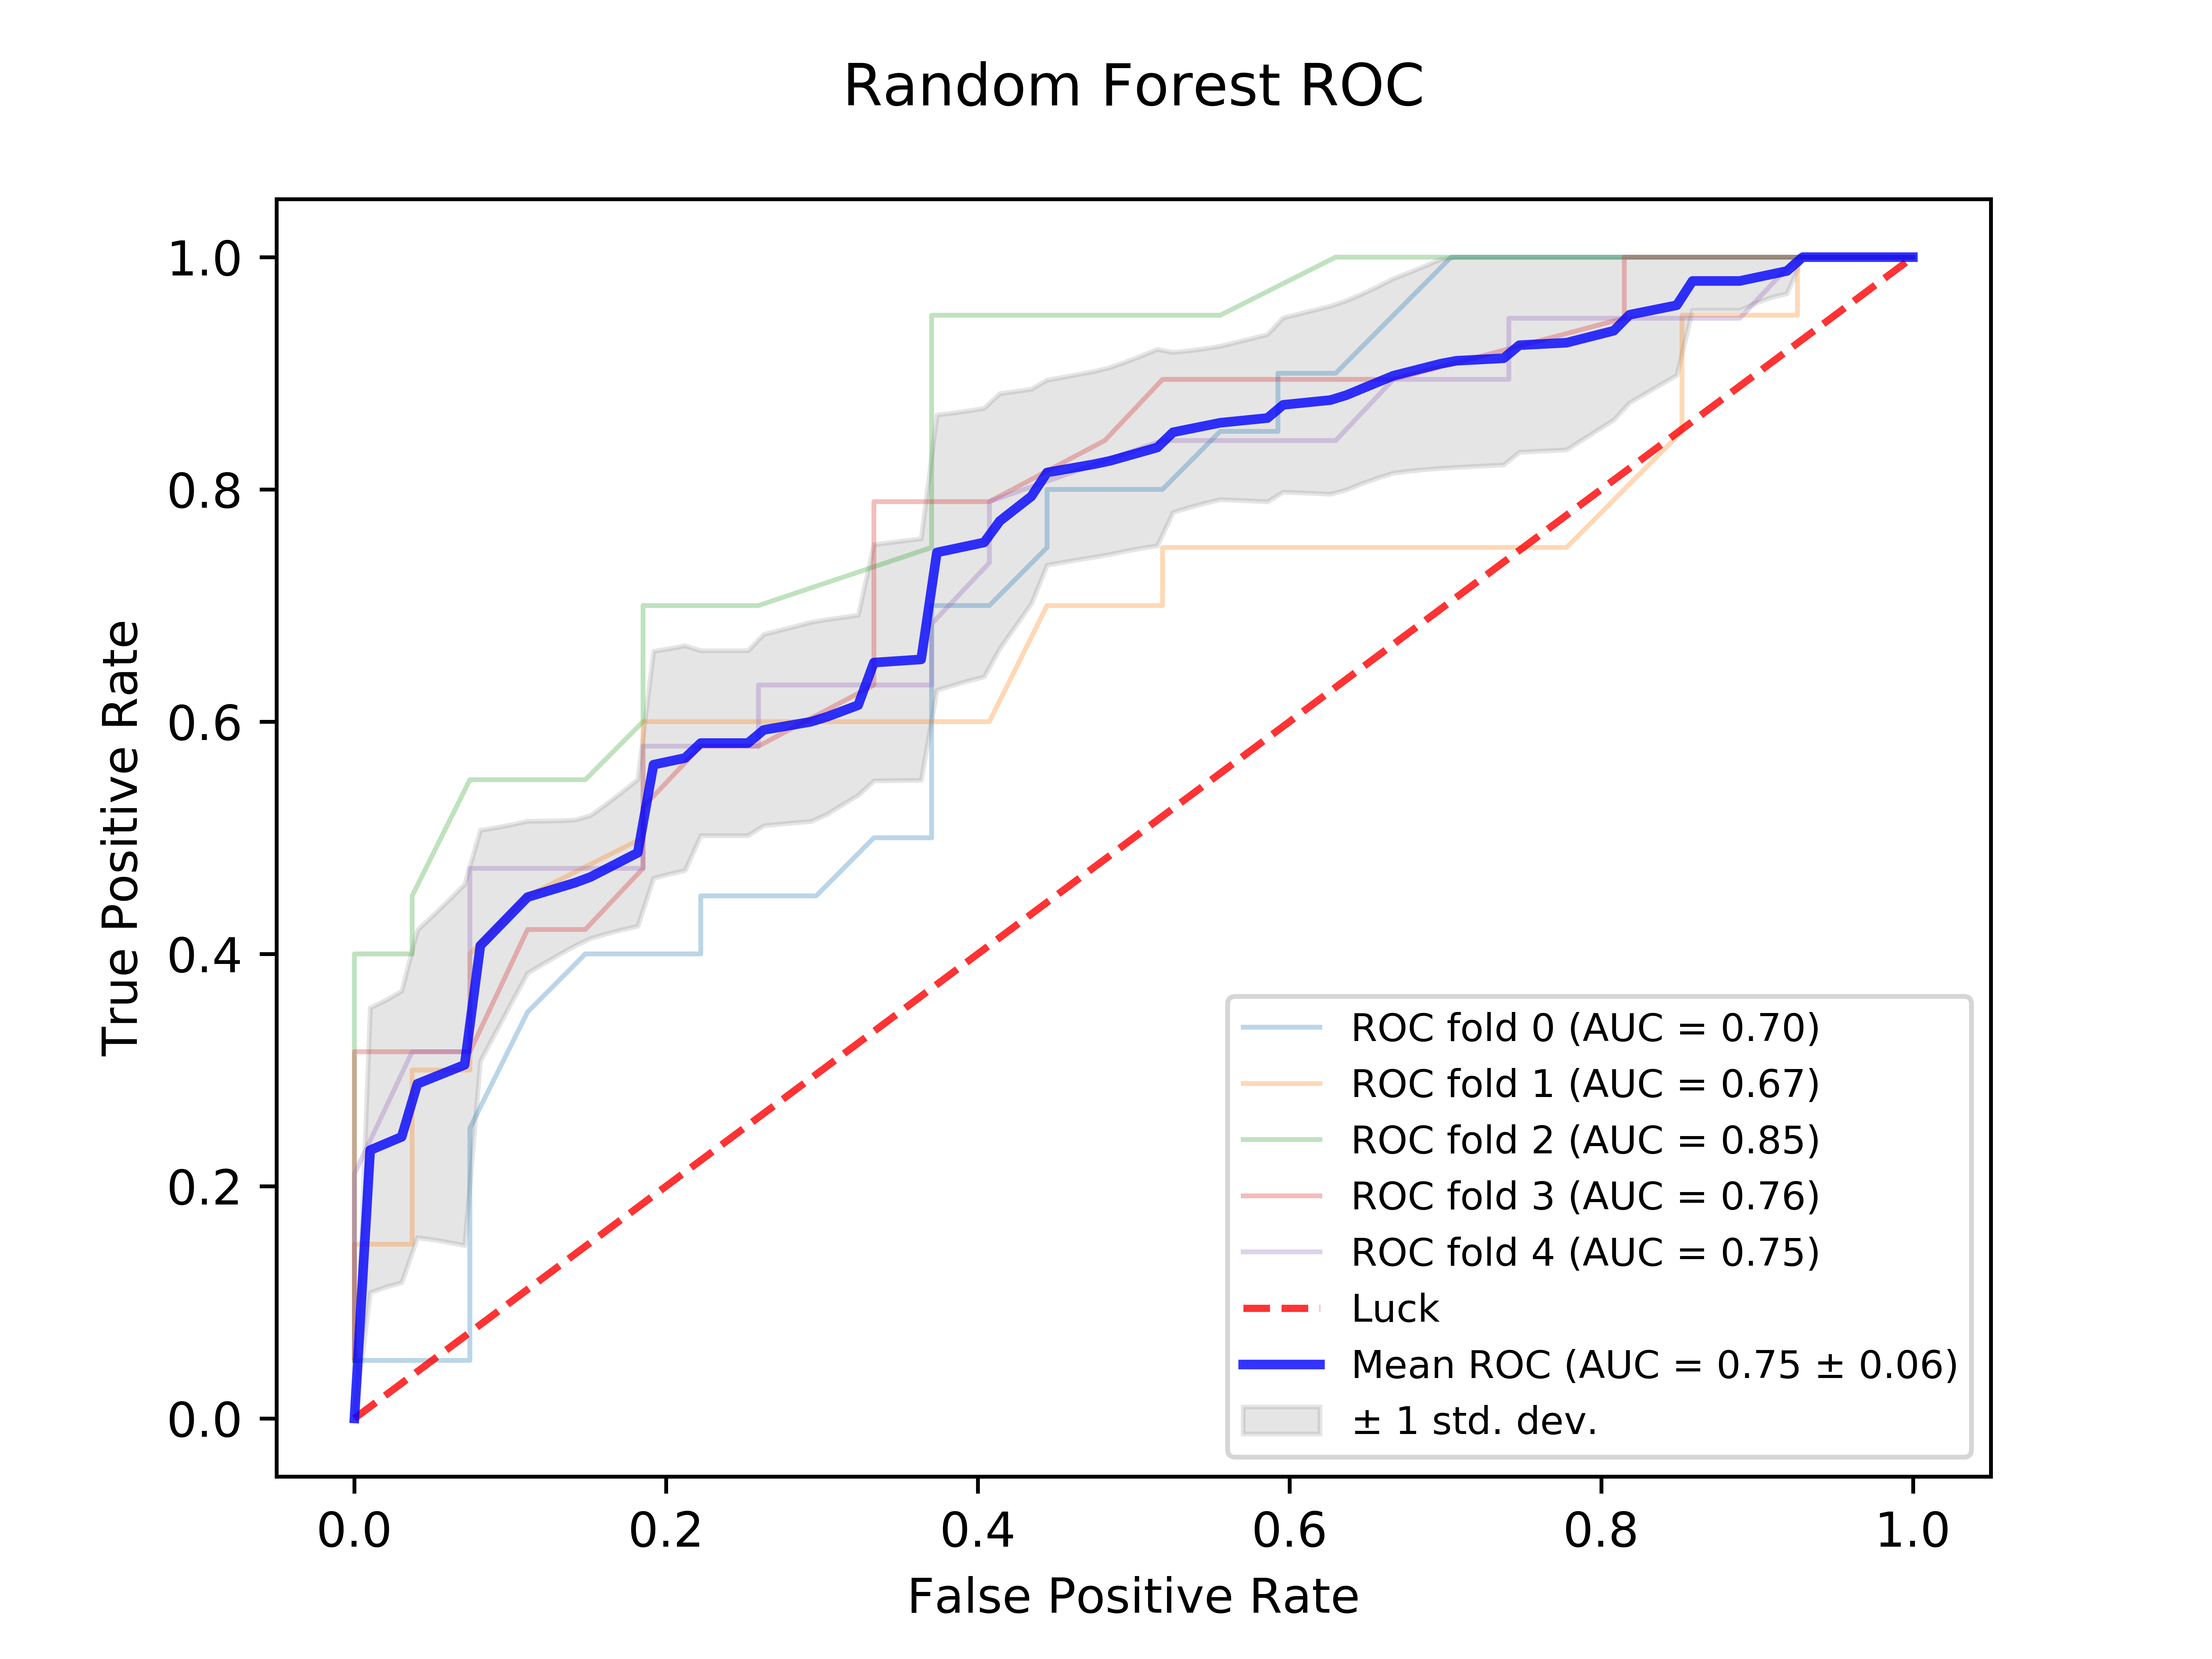 Random Forest ROC
True Positive Rate
1.0
0.8
0.6
0.4
0.2
0.0
0.0 0.2 0.4 0.6 0.8 1.0
False Positive Rate
ROC fold 0 (AUC = 0.70)
ROC fold 1 (AUC = 0.67)
ROC fold 2 (AUC = 0.85)
ROC fold 3 (AUC = 0.76)
ROC fold 4 (AUC = 0.75)
Luck
Mean ROC (AUC = 0.75 ± 0.06)
± 1 std. dev.